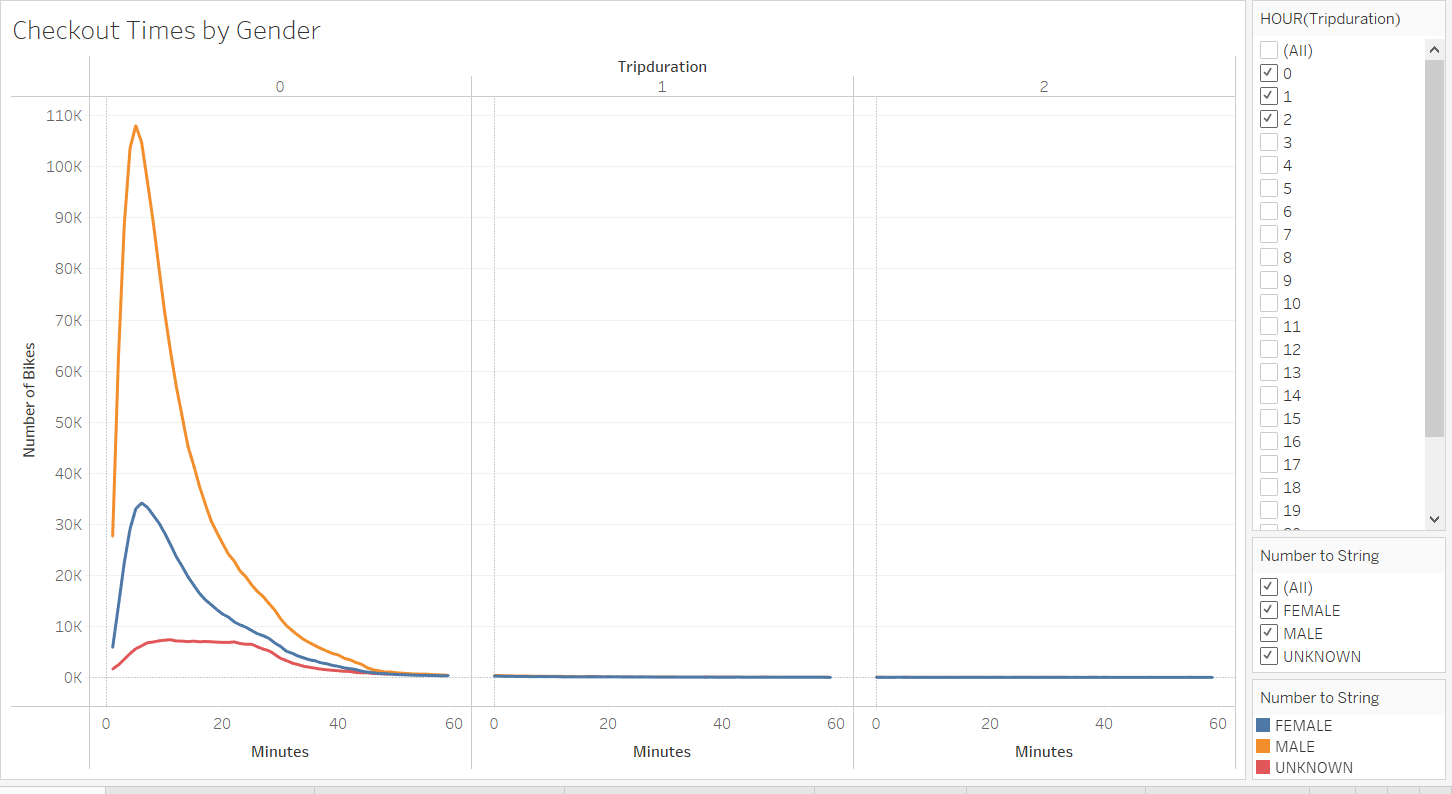 Checkout Times by Gender
Tripduration
0 1 2
110K
100K
90K
80K
70K
60K
50K
40K
30K
20K
10K
0K
Number of Bikes
0 20 40 60 0 20 40 60 0 20 40 60
Minutes Minutes Minutes
HOUR(Tripduration)
(All)
0
1
2
3
4
5
6
7
8
9
10
11
12
13
14
15
16
17
18
19
Number to String
(All)
FEMALE
MALE
UNKNOWN
Number to String
FEMALE
MALE
UNKNOWN